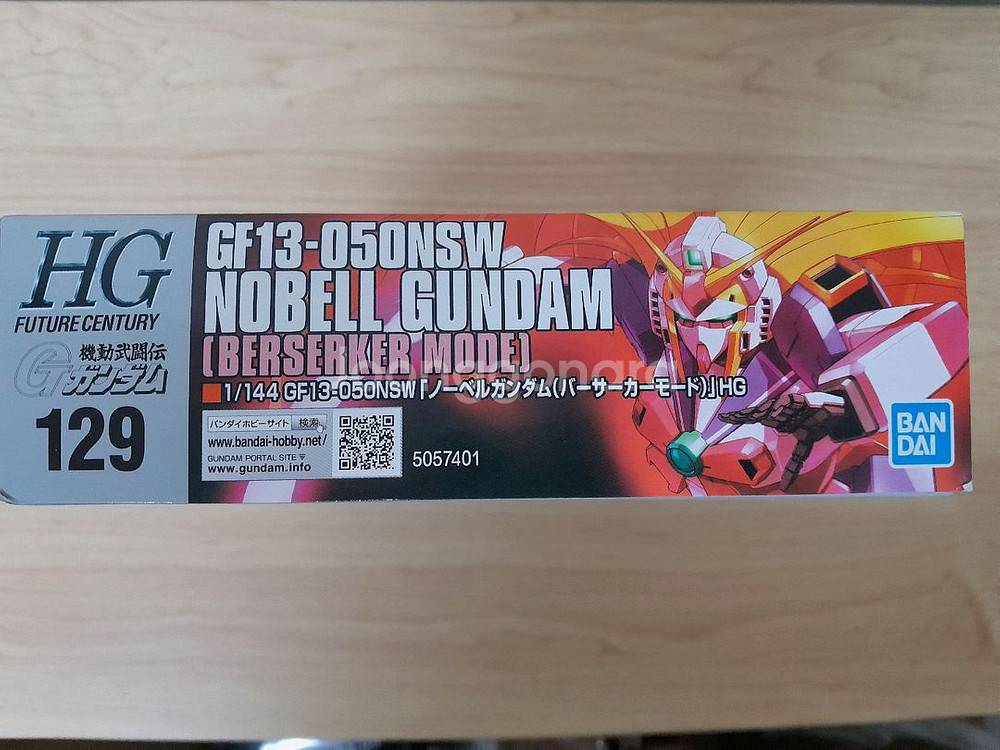 HG
FUTURE CENTURY
機動武闘伝
Gガンダム
129
GF13-050NSW
NOBELL GUNDAM
(BERSERKER MODE)
1/144 GF13-050NSW「ノーベルガンダム(バーサーカーモード)」HG
バンダイホビーサイト 検索
www.bandai-hobby.net/
GUNDAM PORTAL SITE▼
www.gundam.info
5057401
BAN
DAI